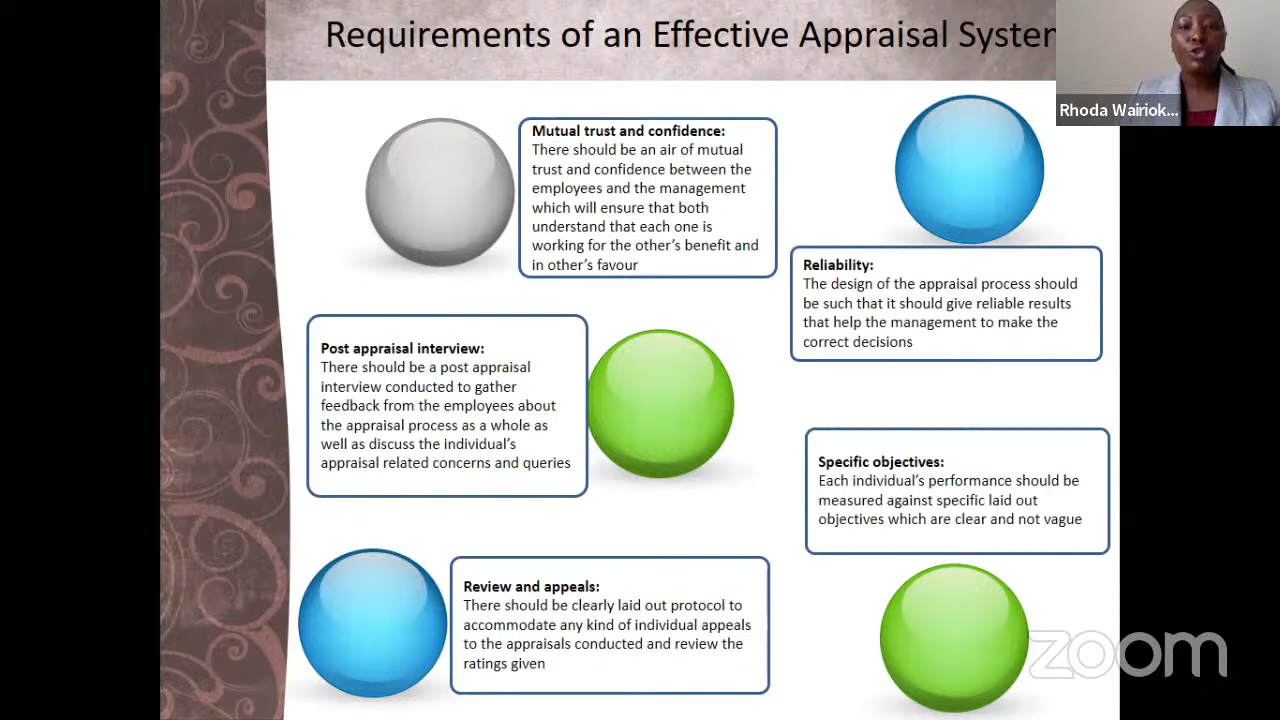 Requirements of an Effective Appraisal System
Rhoda Wairiok...
Mutual trust and confidence:
There should be an air of mutual
trust and confidence between the
employees and the management
which will ensure that both
understand that each one is
working for the other's benefit and
in other's favour
Reliability:
The design of the appraisal process should
be such that it should give reliable results
that help the management to make the
correct decisions
Post appraisal interview:
There should be a post appraisal
interview conducted to gather
feedback from the employees about
the appraisal process as a whole as
well as discuss the individual's
appraisal related concerns and queries
Specific objectives:
Each individual's performance should be
measured against specific laid out
objectives which are clear and not vague
Review and appeals:
There should be clearly laid out protocol to
accommodate any kind of individual appeals
to the appraisals conducted and review the
ratings given
zoom